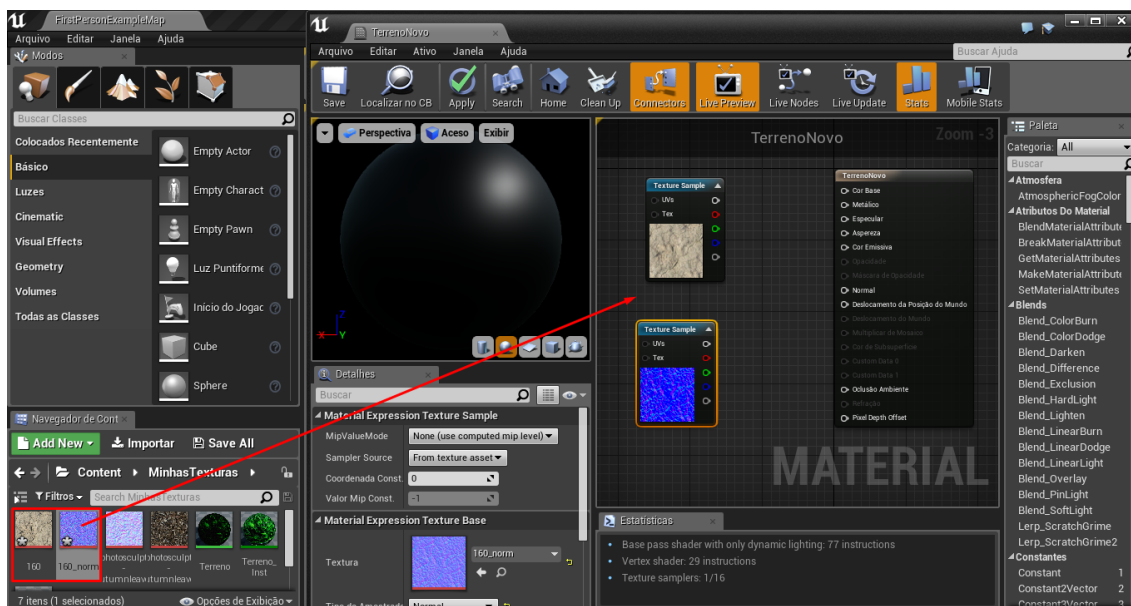 FirstPersonExampleMap
Arquivo Editar Janela Ajuda
Modos
Buscar Classes
Colocados Recentemente
Básico
Luzes
Cinematic
Visual Effects
Geometry
Volumes
Todas as Classes
Empty Actor
Empty Charact
Empty Pawn
Luz Puntiforme
Início do Jogac
Cube
Sphere
Navegador de Cont
Add New Importar Save All
Content MinhasTexturas
Filtros Search MinhasTexturas
160
160_norm
Terreno
Terreno_
Inst
7 itens (1 selecionados) Opções de Exibição
TerrenoNovo
Arquivo Editar Ativo Janela Ajuda
Buscar Ajuda
Save Localizar no CB Apply Search Home Clean Up Connectors Live Preview Live Nodes Live Update Stats Mobile Stats
Perspectiva Aceso Exibir
Z
X
Y
Detalhes
Buscar
Material Expression Texture Sample
MipValueMode None (use computed mip level)
Sampler Source From texture asset
Coordenada Const. 0
Valor Mip Const. -1
Material Expression Texture Base
Textura 160_norm
TerrenoNovo Zoom -3
Texture Sample
UVs
Tex
Texture Sample
UVs
Tex
TerrenoNovo
Cor Base
Metálico
Especular
Aspereza
Cor Emissiva
Opacidade
Máscara de Opacidade
Normal
Deslocamento da Posição do Mundo
Deslocamento do Mundo
Multiplicar de Mosaico
Cor de Subsuperfície
Custom Data 0
Custom Data 1
Oclusão Ambiente
Refração
Pixel Depth Offset
MATERIAL
Estatísticas
Base pass shader with only dynamic lighting: 77 instructions
Vertex shader: 29 instructions
Texture samplers: 1/16
Paleta
Categoria: All
Buscar
Atmosfera
AtmosphericFogColor
Atributos Do Material
BlendMaterialAttribute
BreakMaterialAttribut
GetMaterialAttributes
MakeMaterialAttribute
SetMaterialAttributes
Blends
Blend_ColorBurn
Blend_ColorDodge
Blend_Darken
Blend_Difference
Blend_Exclusion
Blend_HardLight
Blend_Lighten
Blend_LinearBurn
Blend_LinearDodge
Blend_LinearLight
Blend_Overlay
Blend_PinLight
Blend_SoftLight
Lerp_ScratchGrime
Lerp_ScratchGrime2
Constantes
Constant 1
Constant2Vector 2